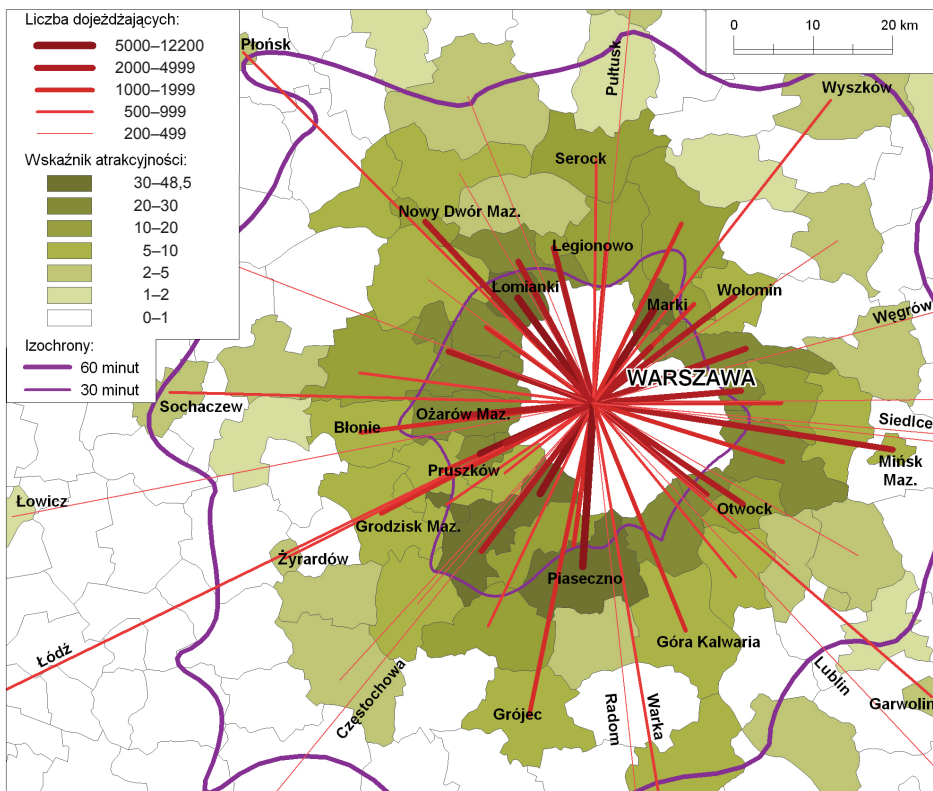 Liczba dojeżdżających:
5000–12200
2000–4999
1000–1999
500–999
200–499
Wskaźnik atrakcyjności:
30–48,5
20–30
10–20
5–10
2–5
1–2
0–1
Izochrony:
60 minut
30 minut
0 10 20 km
Płońsk
Pułtusk
Wyszków
Serock
Nowy Dwór Maz.
Legionowo
Łomianki
Marki
Wołomin
Węgrów
WARSZAWA
Sochaczew
Ożarów Maz.
Błonie
Siedlce
Mińsk
Maz.
Pruszków
Łowicz
Otwock
Grodzisk Maz.
Żyrardów
Piaseczno
Łódź
Góra Kalwaria
Częstochowa
Lublin
Garwolin
Grójec
Radom
Warka